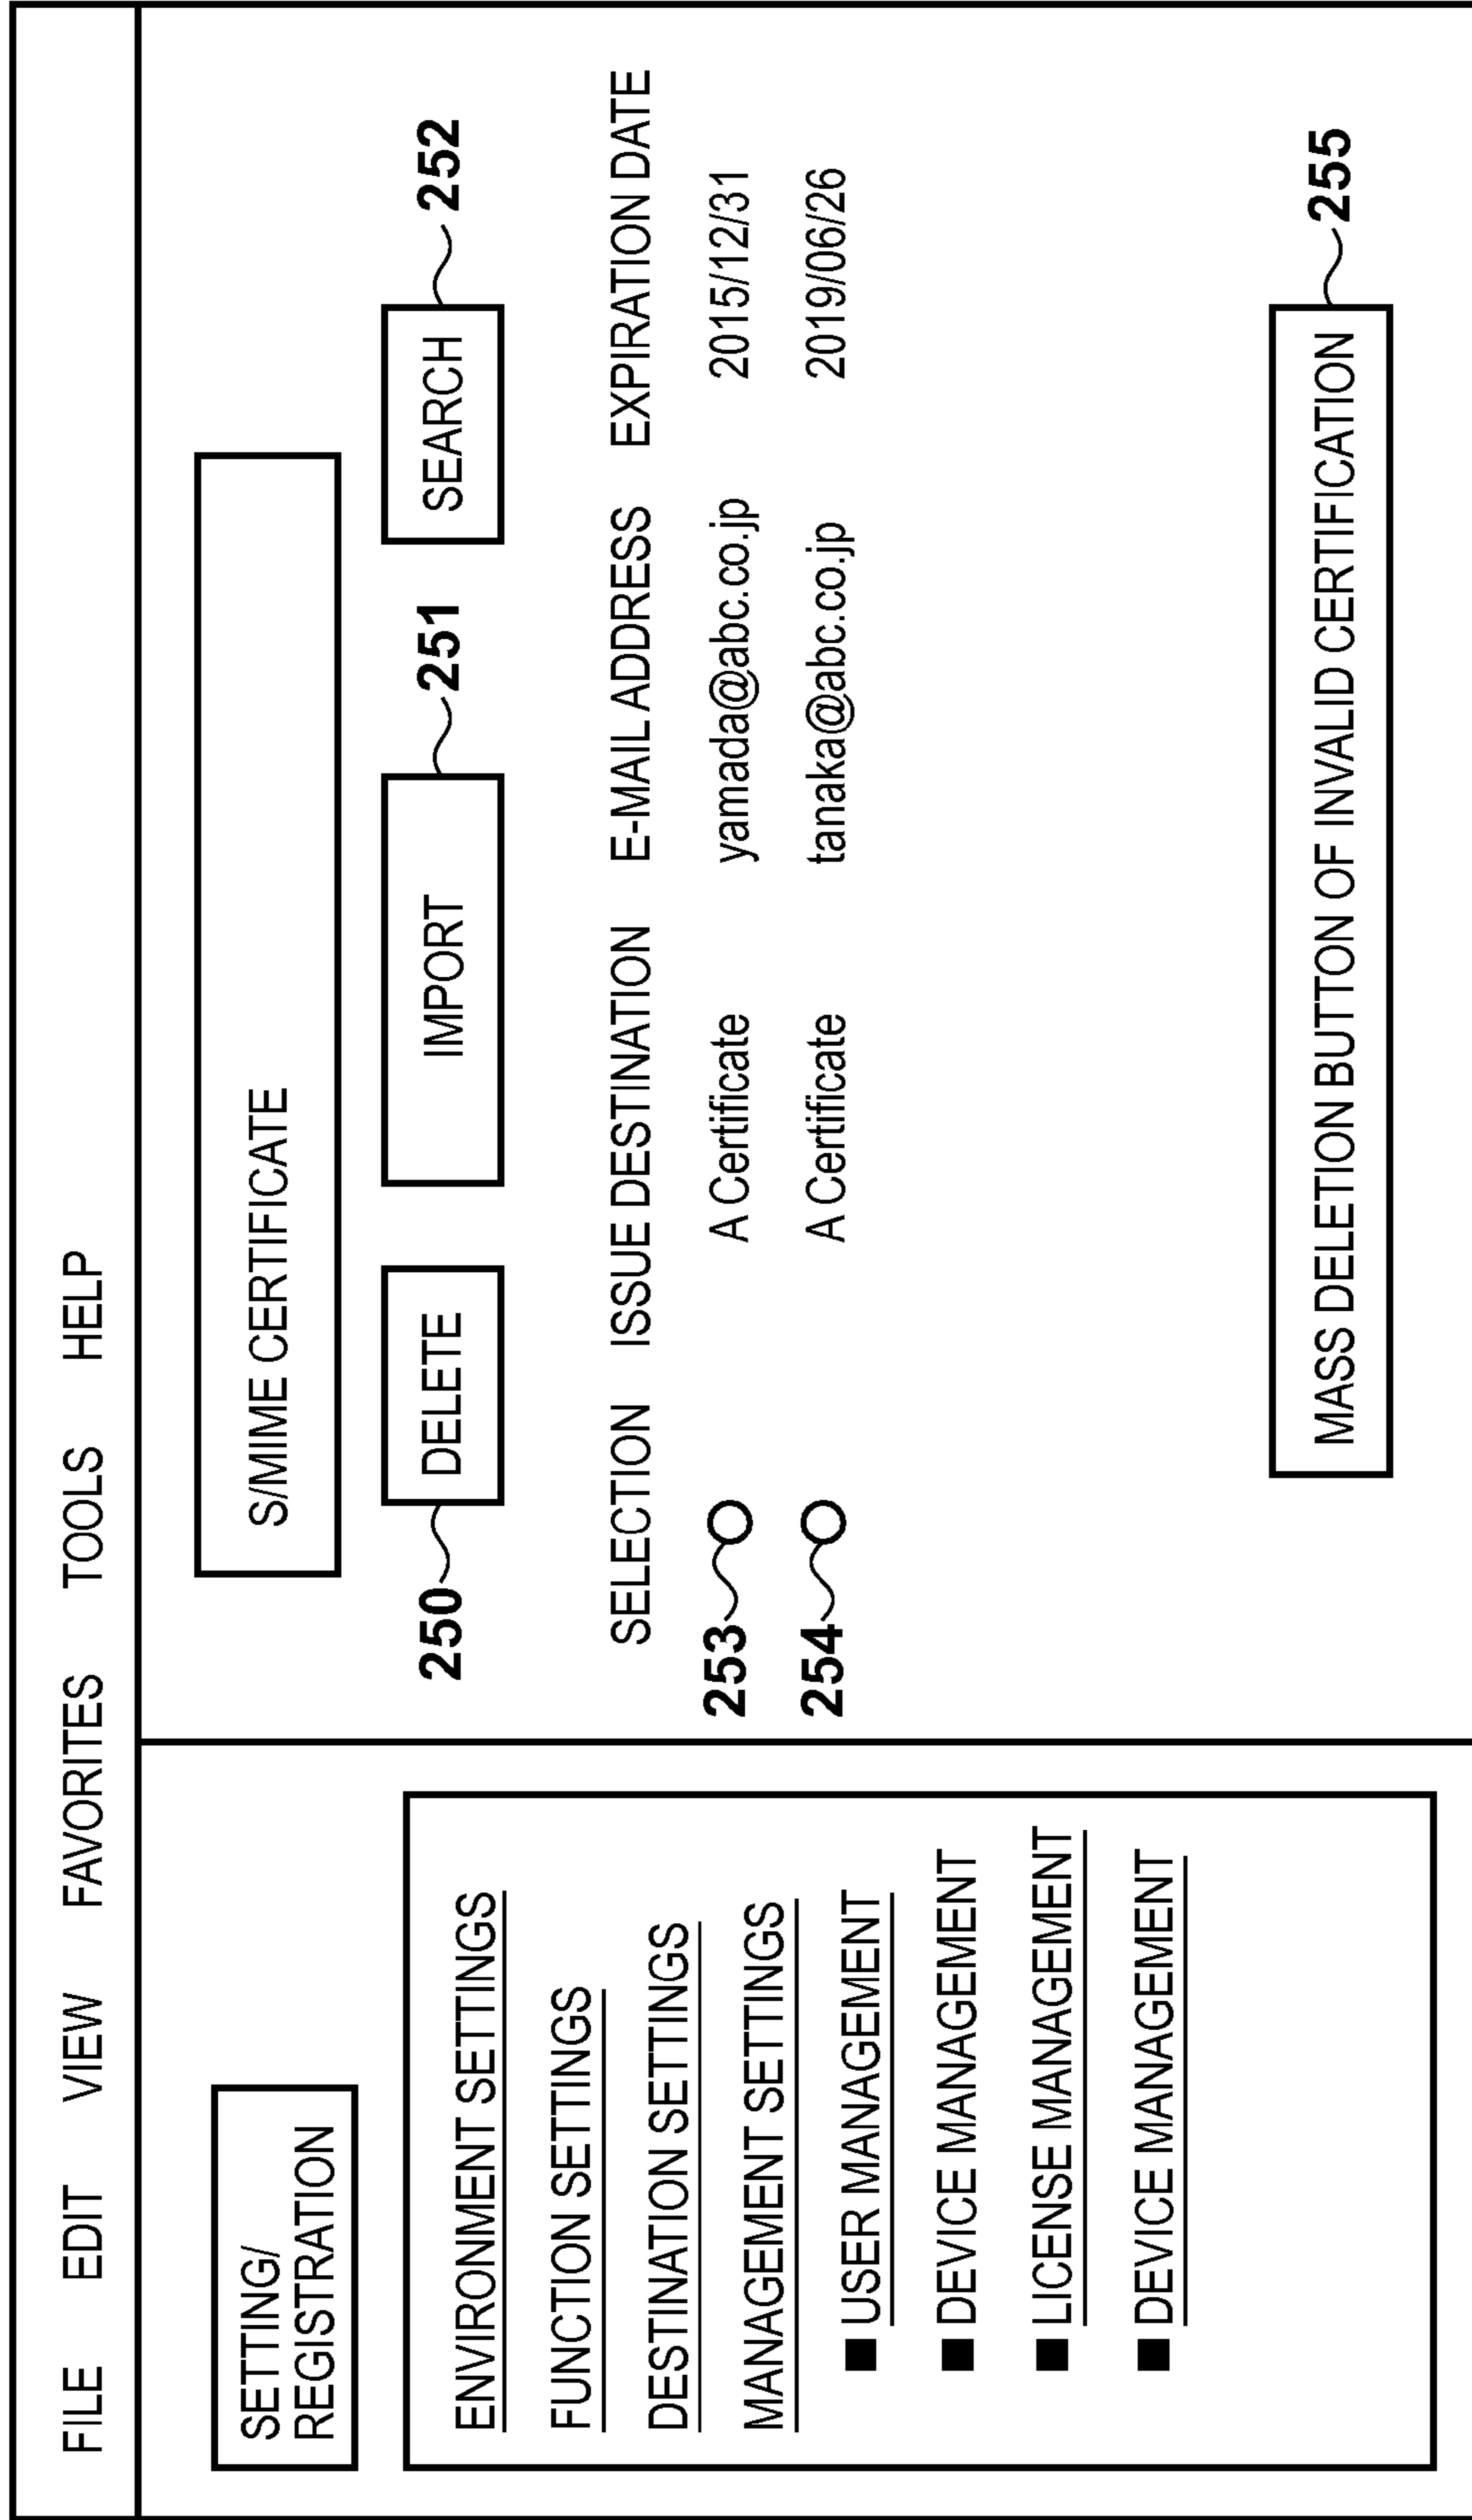 FILE EDIT VIEW FAVORITES TOOLS HELP
SETTING/
REGISTRATION
ENVIRONMENT SETTINGS
FUNCTION SETTINGS
DESTINATION SETTINGS
MANAGEMENT SETTINGS
■ USER MANAGEMENT
■ DEVICE MANAGEMENT
■ LICENSE MANAGEMENT
■ DEVICE MANAGEMENT
S/MIME CERTIFICATE
250 DELETE IMPORT 251 SEARCH 252
SELECTION ISSUE DESTINATION E-MAIL ADDRESS EXPIRATION DATE
253 A Certificate yamada@abc.co.jp 2015/12/31
254 A Certificate tanaka@abc.co.jp 2019/06/26
MASS DELETION BUTTON OF INVALID CERTIFICATION 255